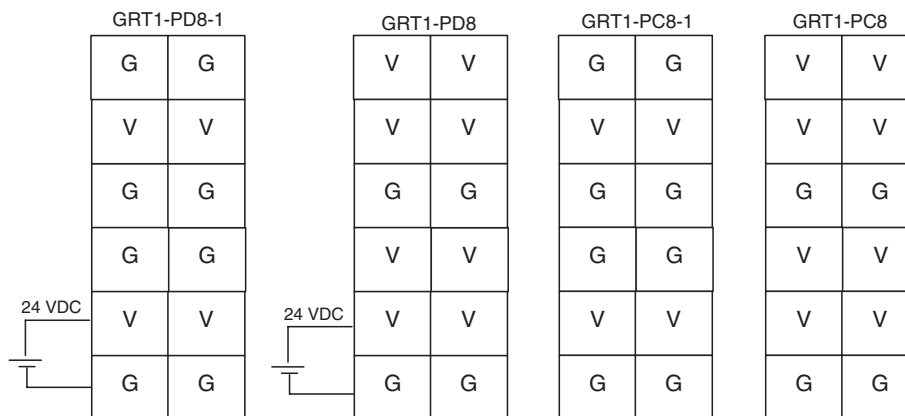 GRT1-PD8-1 GRT1-PD8 GRT1-PC8-1 GRT1-PC8
G G V V G G V V
V V V V V V V V
G G G G G G G G
G G V V G G V V
24 VDC V V 24 VDC V V V V V V
G G G G G G G G